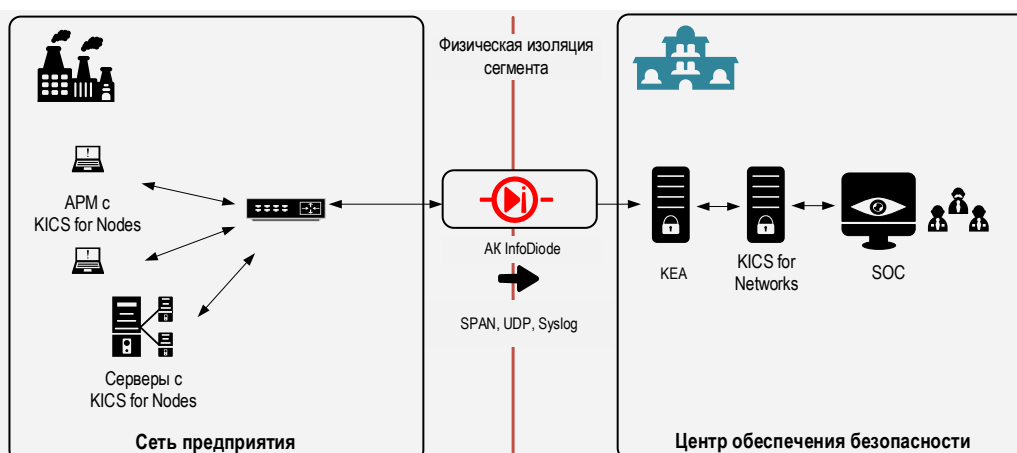 Физическая изоляция
сегмента
АРМ с
KICS for Nodes
Серверы с
KICS for Nodes
Сеть предприятия
АК InfoDiode
SPAN, UDP, Syslog
KEA
KICS for
Networks
SOC
Центр обеспечения безопасности